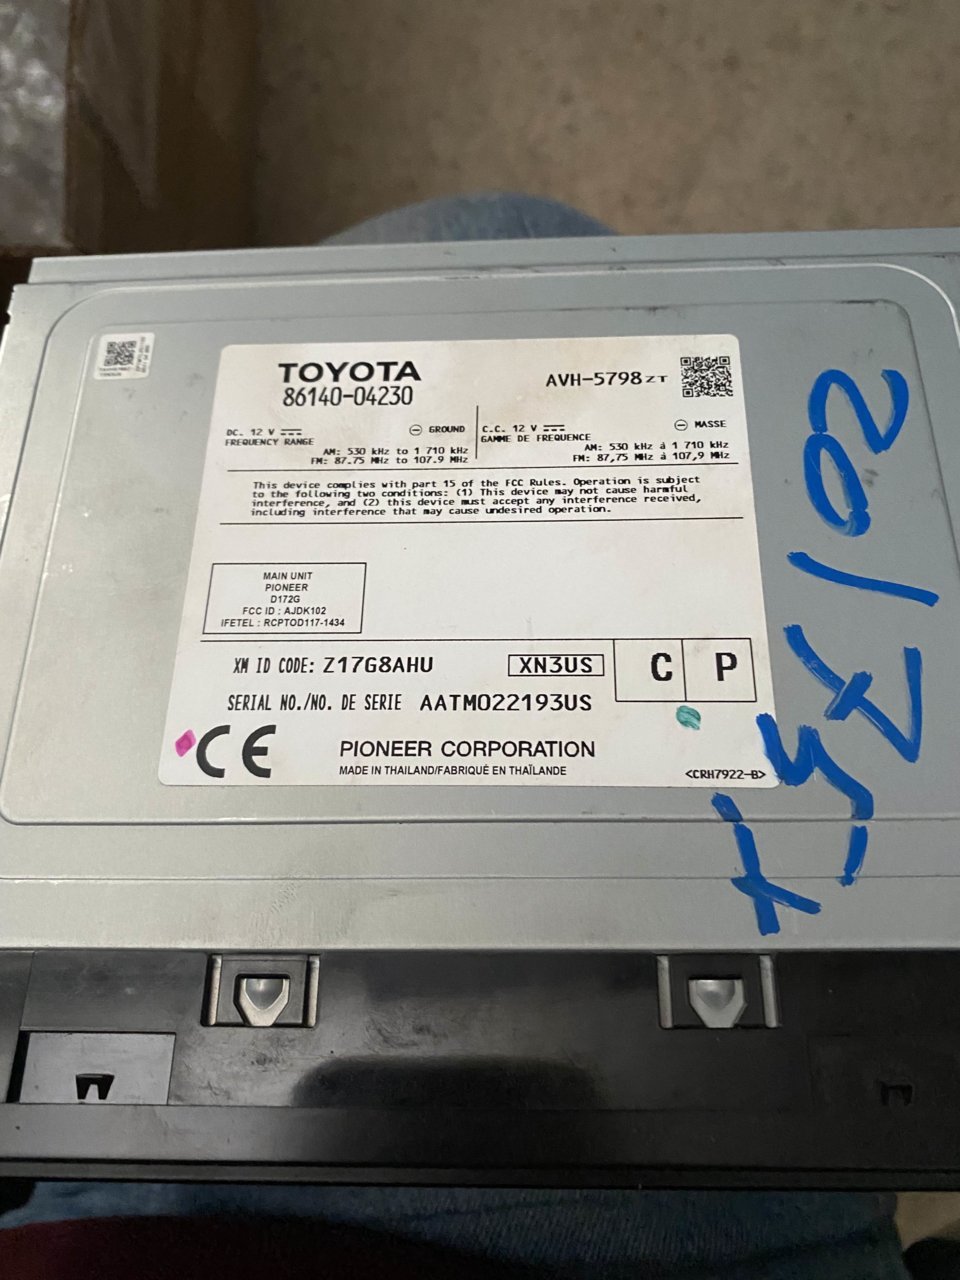 TOYOTA
86140-04230
AVH-5798ZT
DC. 12 V
GROUND
FREQUENCY RANGE
AM: 530 kHz to 1 710 kHz
FM: 87.75 MHz to 107.9 MHz
C.C. 12 V
MASSE
GAMME DE FREQUENCE
AM: 530 kHz à 1 710 kHz
FM: 87,75 MHz à 107,9 MHz
This device complies with part 15 of the FCC Rules. Operation is subject
to the following two conditions: (1) This device may not cause harmful
interference, and (2) this device must accept any interference received,
including interference that may cause undesired operation.
MAIN UNIT
PIONEER
D172G
FCC ID : AJDK102
IFETEL : RCPTOD117-1434
XM ID CODE: Z17G8AHU
XN3US
C P
SERIAL NO./NO. DE SERIE AATM022193US
CE
PIONEER CORPORATION
MADE IN THAILAND/FABRIQUÉ EN THAÏLANDE
<CRH7922-B>